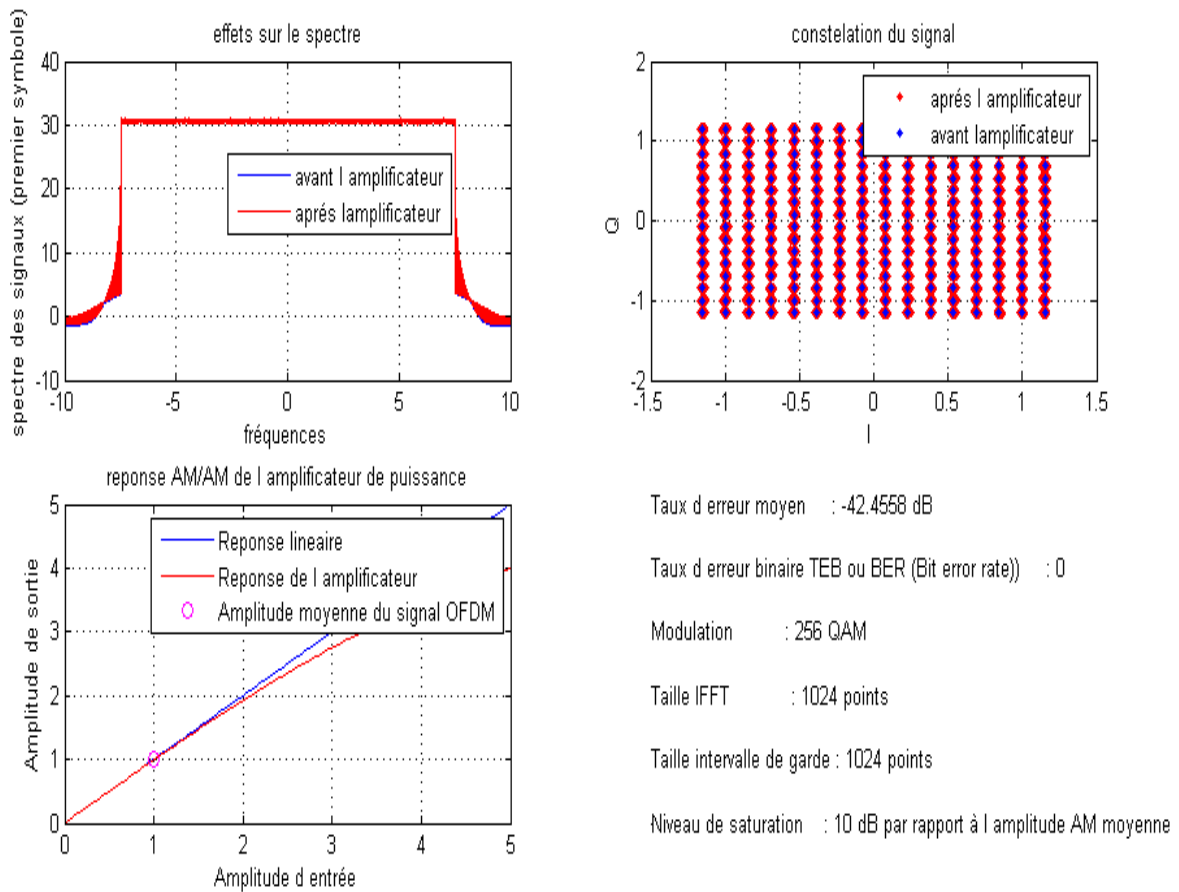 effets sur le spectre
spectre des signaux (premier symbole)
40
30
20
10
0
-10
avant l amplificateur
aprés lamplificateur
-10
-5
0
5
10
fréquences
constelation du signal
Q
2
1
0
-1
-2
aprés l amplificateur
avant lamplificateur
-1.5
-1
-0.5
0
0.5
1
1.5
I
reponse AM/AM de l amplificateur de puissance
Amplitude de sortie
5
4
3
2
1
0
Reponse lineaire
Reponse de l amplificateur
Amplitude moyenne du signal OFDM
0
1
2
3
4
5
Amplitude d entrée
Taux d erreur moyen : -42.4558 dB
Taux d erreur binaire TEB ou BER (Bit error rate)) : 0
Modulation : 256 QAM
Taille IFFT : 1024 points
Taille intervalle de garde : 1024 points
Niveau de saturation : 10 dB par rapport à l amplitude AM moyenne